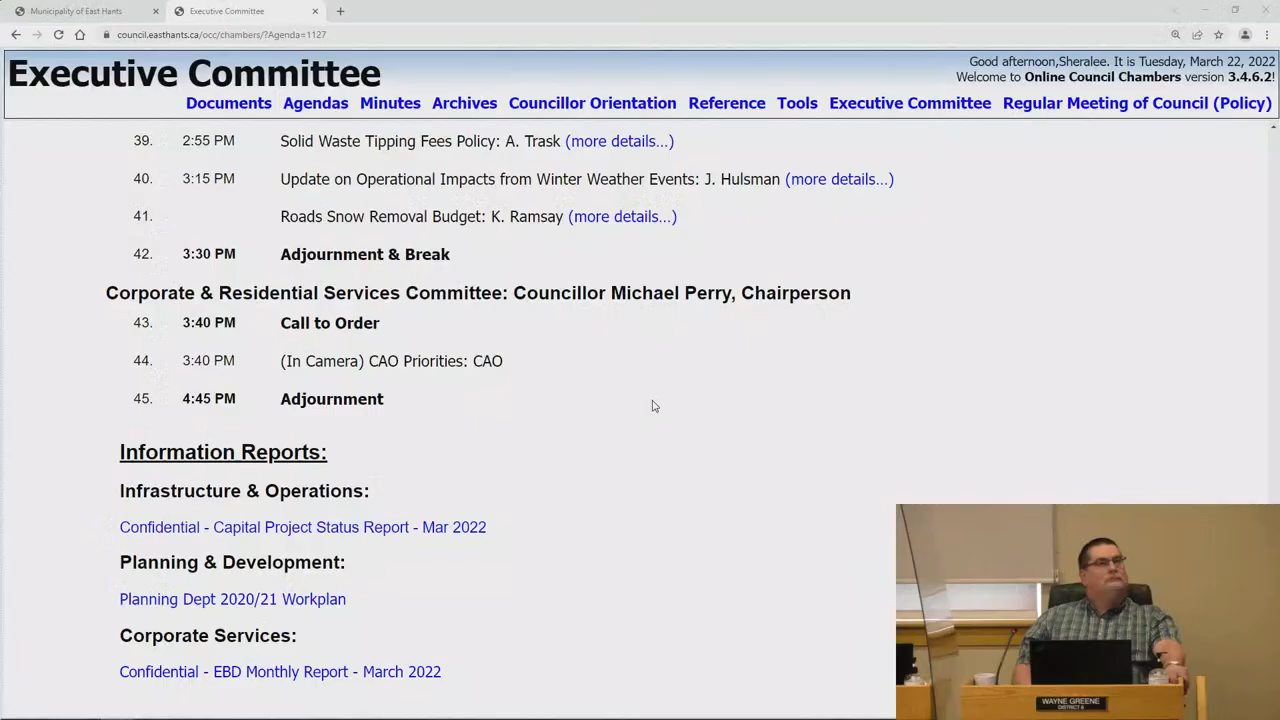 Municipality of East Hants
Executive Committee
council.easthants.ca/occ/chambers/?Agenda=1127
Executive Committee
Good afternoon,Sheralee. It is Tuesday, March 22, 2022
Welcome to Online Council Chambers version 3.4.6.2!
Documents Agendas Minutes Archives Councillor Orientation Reference Tools Executive Committee Regular Meeting of Council (Policy)
39. 2:55 PM Solid Waste Tipping Fees Policy: A. Trask (more details...)
40. 3:15 PM Update on Operational Impacts from Winter Weather Events: J. Hulsman (more details...)
41. Roads Snow Removal Budget: K. Ramsay (more details...)
42. 3:30 PM Adjournment & Break
Corporate & Residential Services Committee: Councillor Michael Perry, Chairperson
43. 3:40 PM Call to Order
44. 3:40 PM (In Camera) CAO Priorities: CAO
45. 4:45 PM Adjournment
Information Reports:
Infrastructure & Operations:
Confidential - Capital Project Status Report - Mar 2022
Planning & Development:
Planning Dept 2020/21 Workplan
Corporate Services:
Confidential - EBD Monthly Report - March 2022
WAYNE GREENE